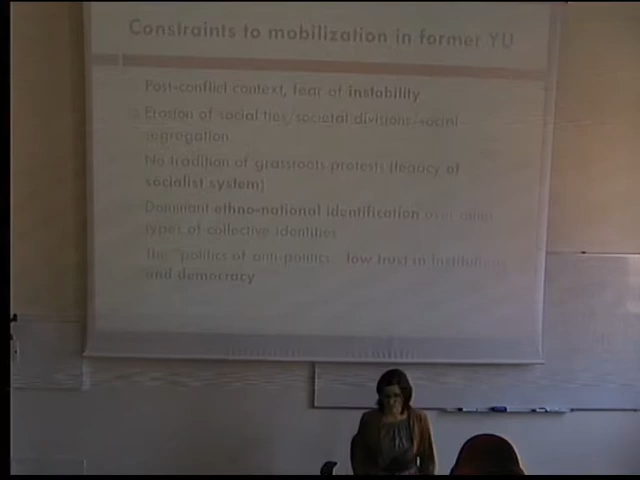 Constraints to mobilization in former YU
Post-conflict context, fear of instability
Erosion of social ties/societal divisions/social
segregation
No tradition of grassroots protests (legacy of
socialist system)
Dominant ethno-national identification over other
types of collective identities
The "politics of anti-politics" low trust in institutions
and democracy